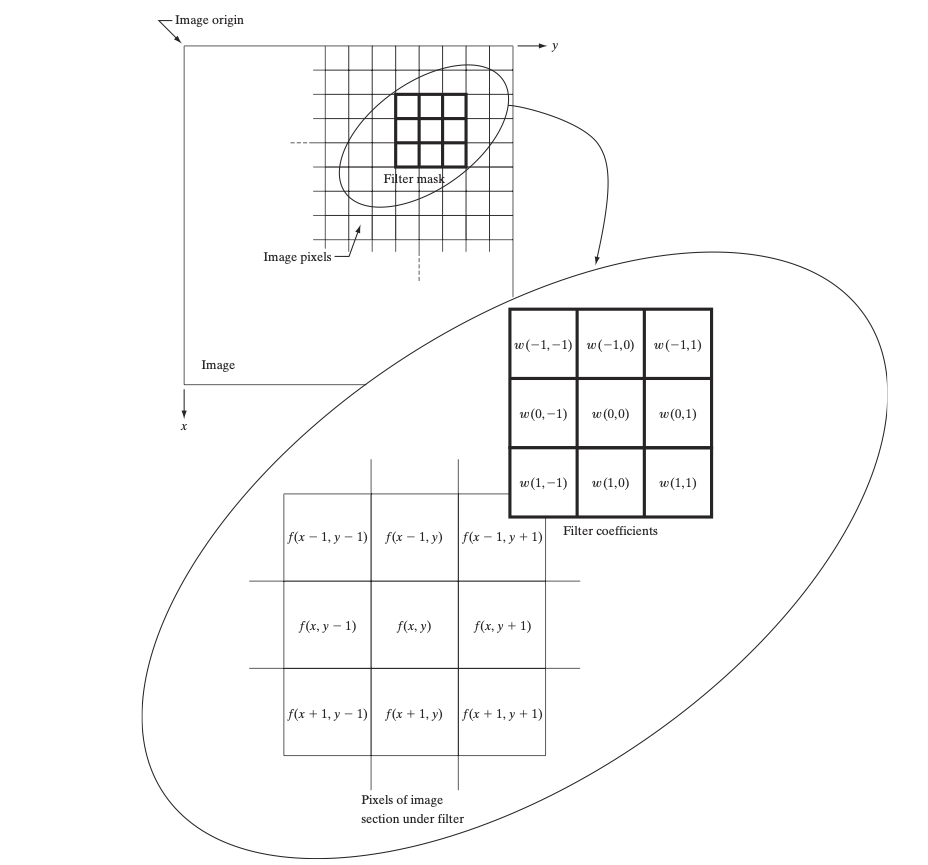 Image origin
y
Filter mask
Image pixels
Image
x
w(−1,−1) w(−1,0) w(−1,1)
w(0,−1) w(0,0) w(0,1)
w(1,−1) w(1,0) w(1,1)
Filter coefficients
f(x − 1, y − 1) f(x − 1, y) f(x − 1, y + 1)
f(x, y − 1) f(x, y) f(x, y + 1)
f(x + 1, y − 1) f(x + 1, y) f(x + 1, y + 1)
Pixels of image
section under filter